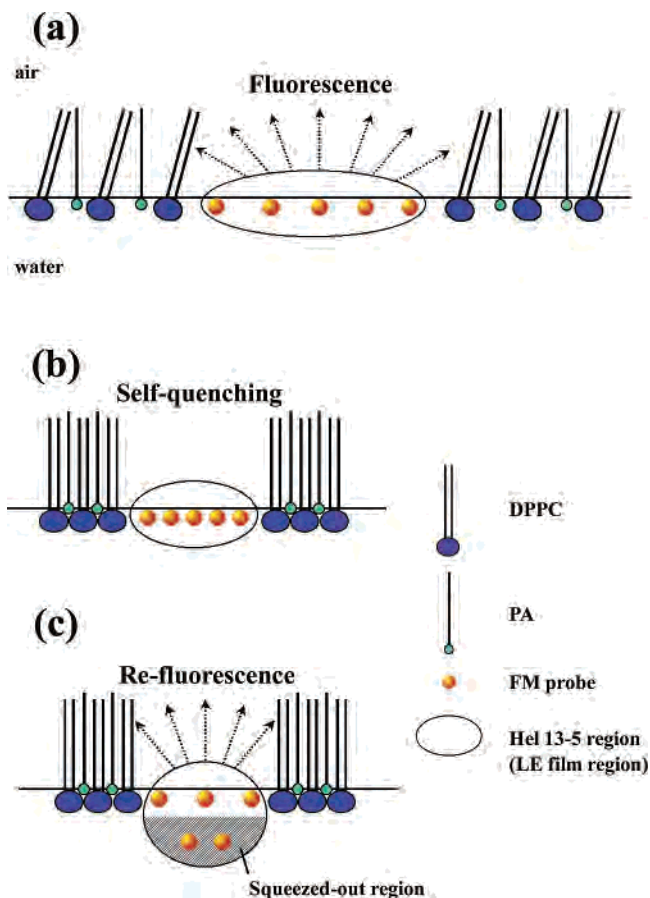 (a)
air
Fluorescence
water
(b)
Self-quenching
DPPC
(c)
PA
Re-fluorescence
FM probe
Hel 13-5 region
(LE film region)
Squeezed-out region